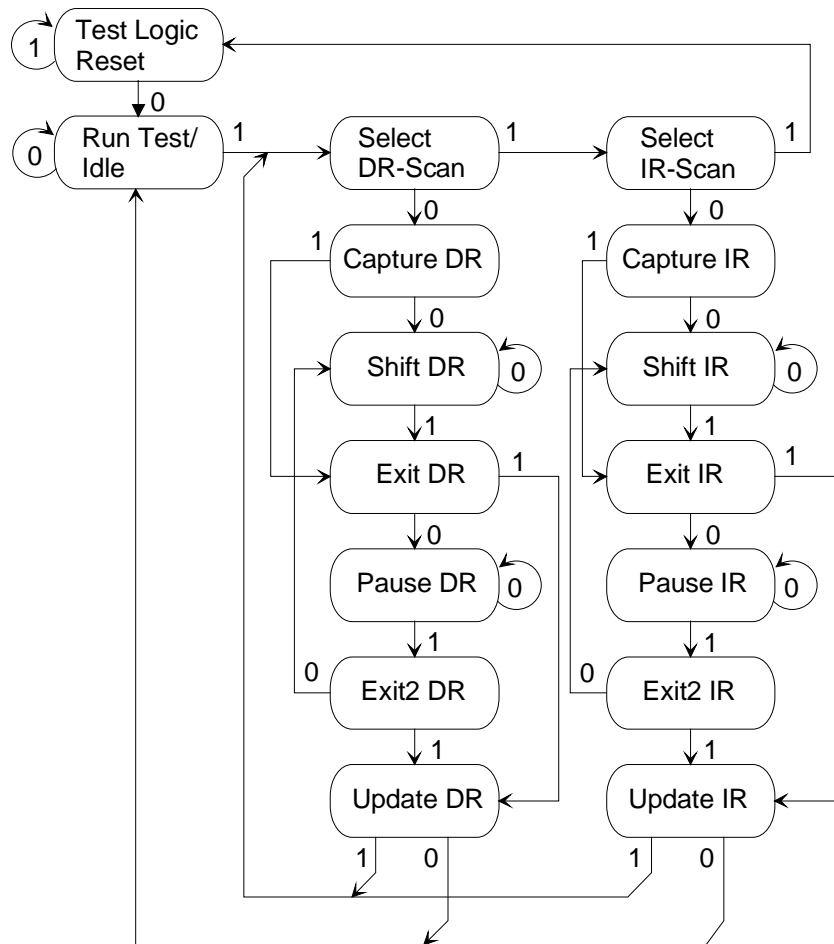 Test Logic
Reset
1
0
Run Test/
Idle
0
1
Select
DR-Scan
1
Select
IR-Scan
1
0
0
1
Capture DR
1
Capture IR
0
0
Shift DR
0
Shift IR
0
1
1
Exit DR
1
Exit IR
1
0
0
Pause DR
0
Pause IR
0
1
1
0
Exit2 DR
0
Exit2 IR
1
1
Update DR
Update IR
1
0
1
0